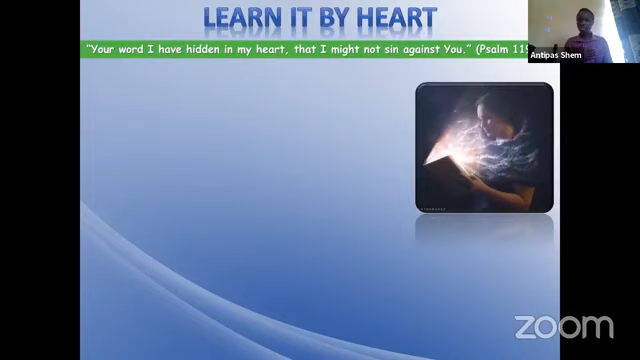 LEARN IT BY HEART
"Your word I have hidden in my heart, that I might not sin against You." (Psalm 119
Antipas Shem
zoom